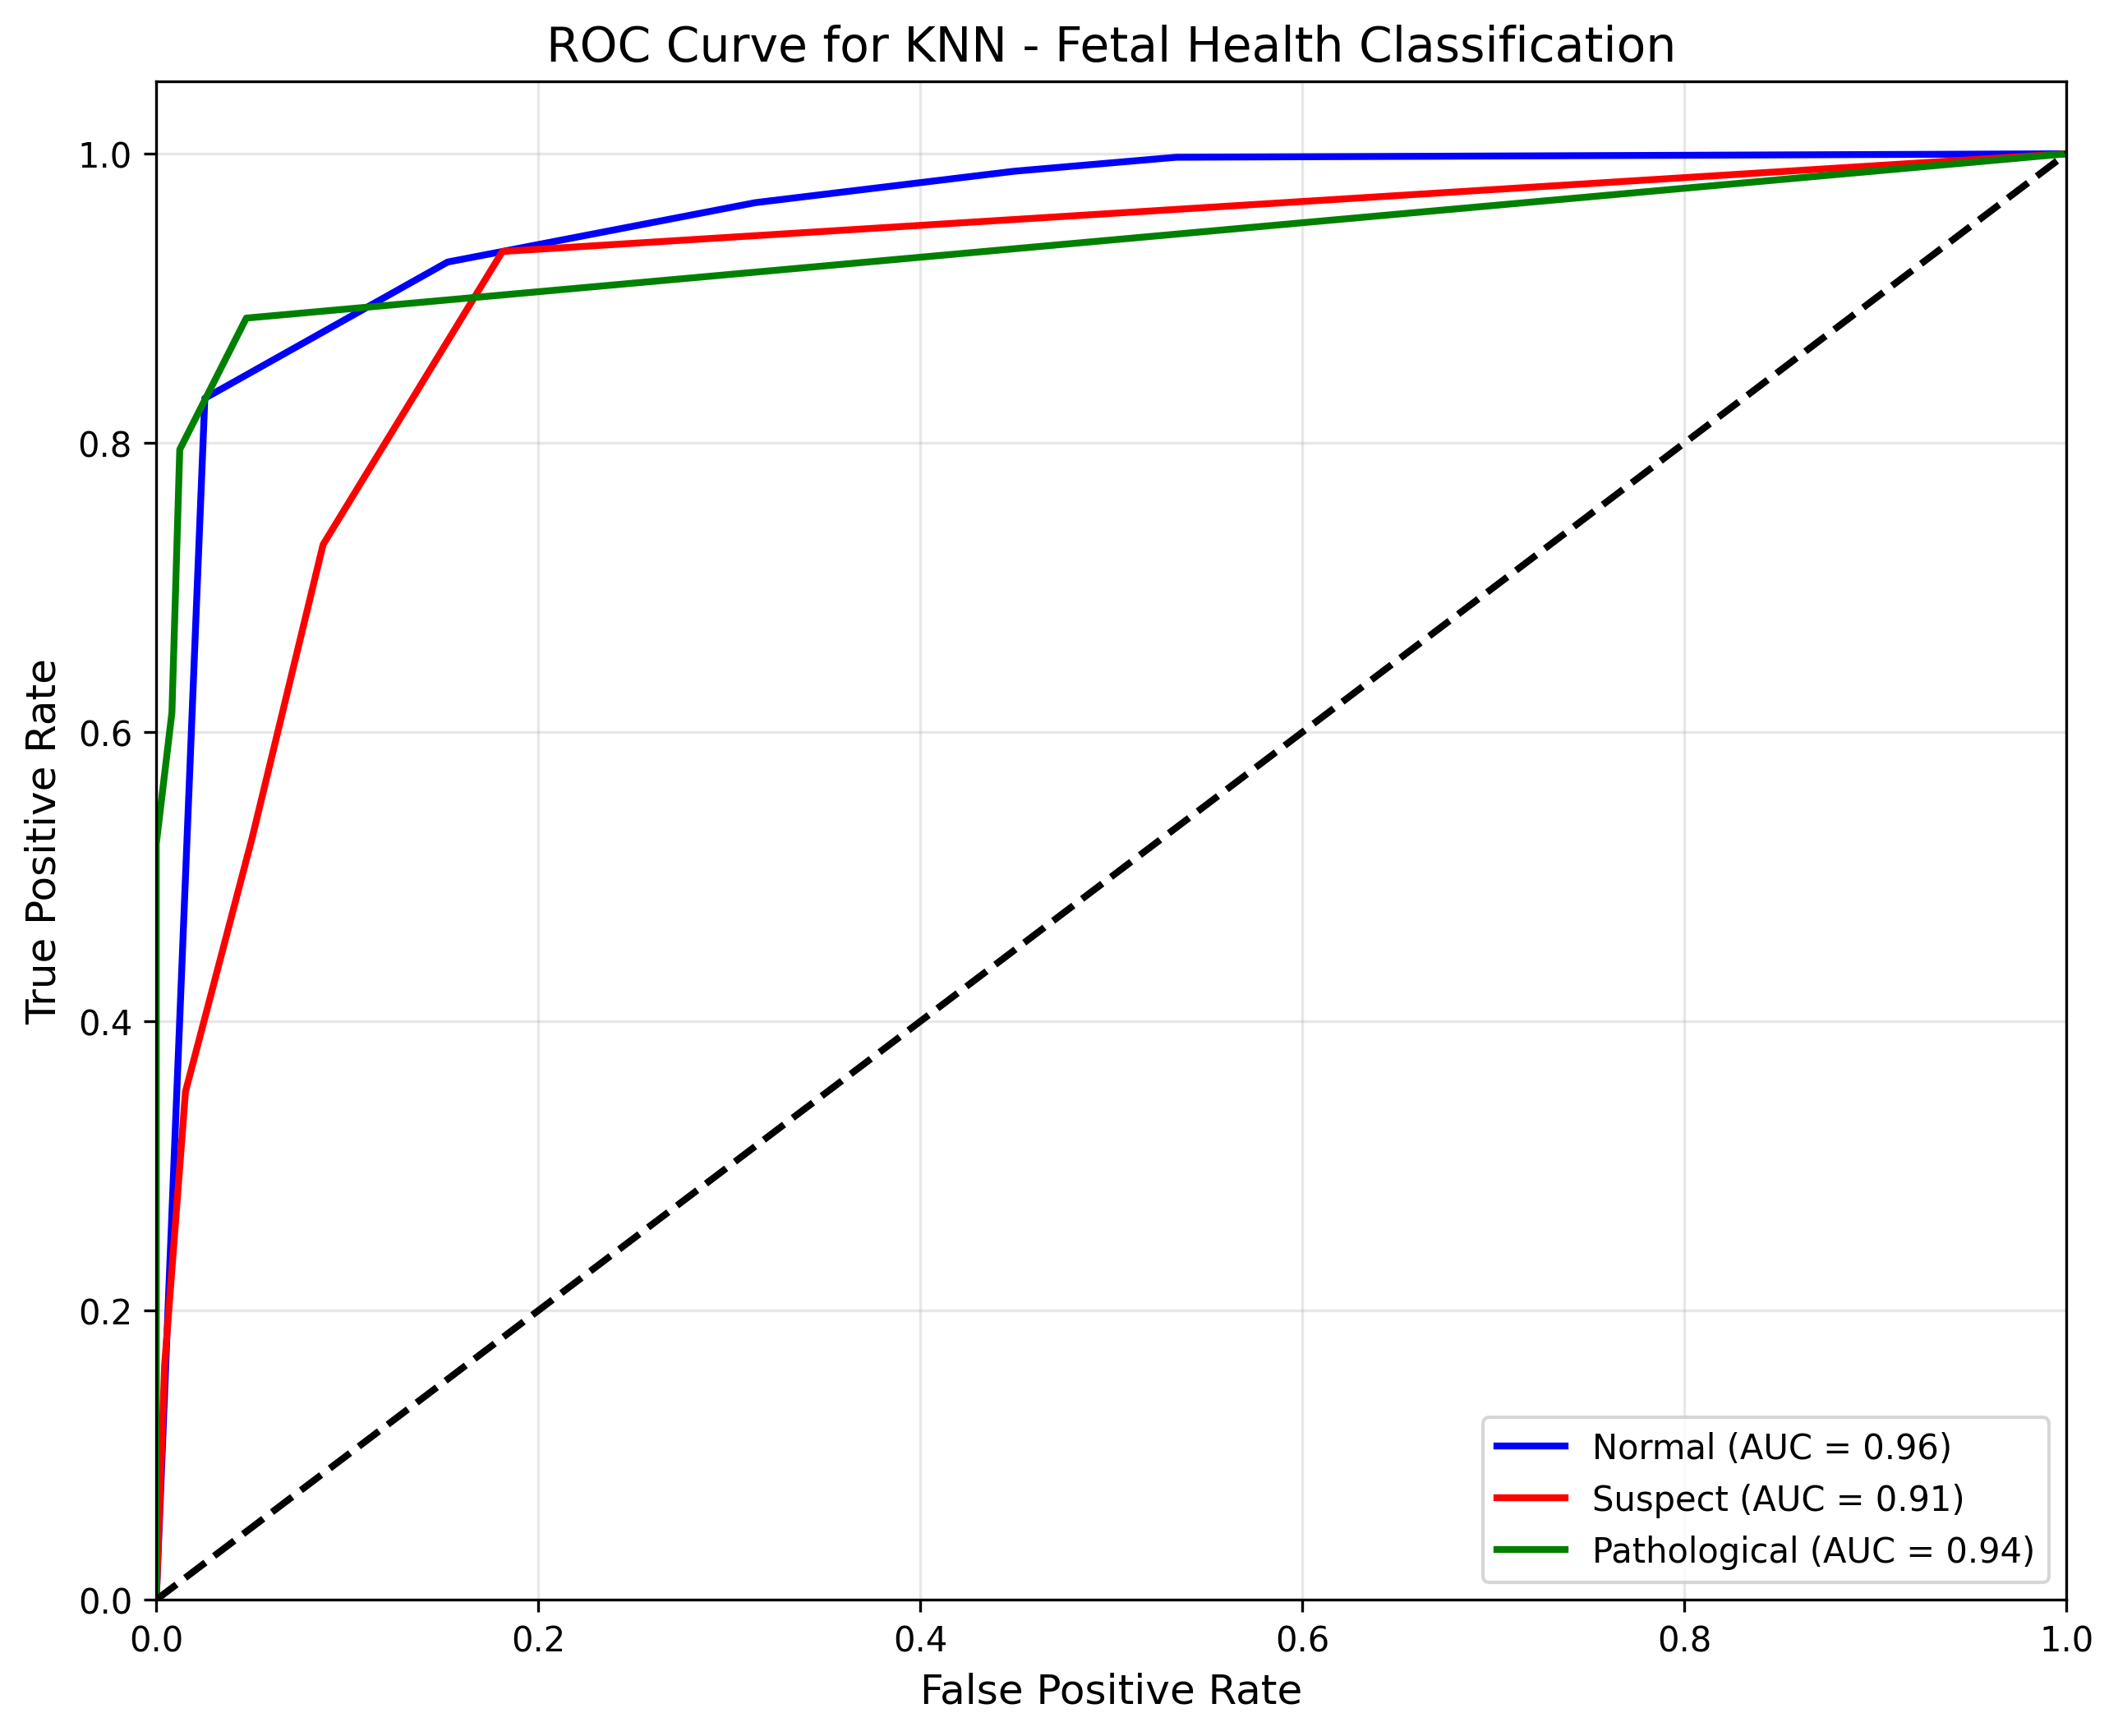 ROC Curve for KNN - Fetal Health Classification
True Positive Rate
1.0
0.8
0.6
0.4
0.2
0.0
0.0 0.2 0.4 0.6 0.8 1.0
False Positive Rate
Normal (AUC = 0.96)
Suspect (AUC = 0.91)
Pathological (AUC = 0.94)